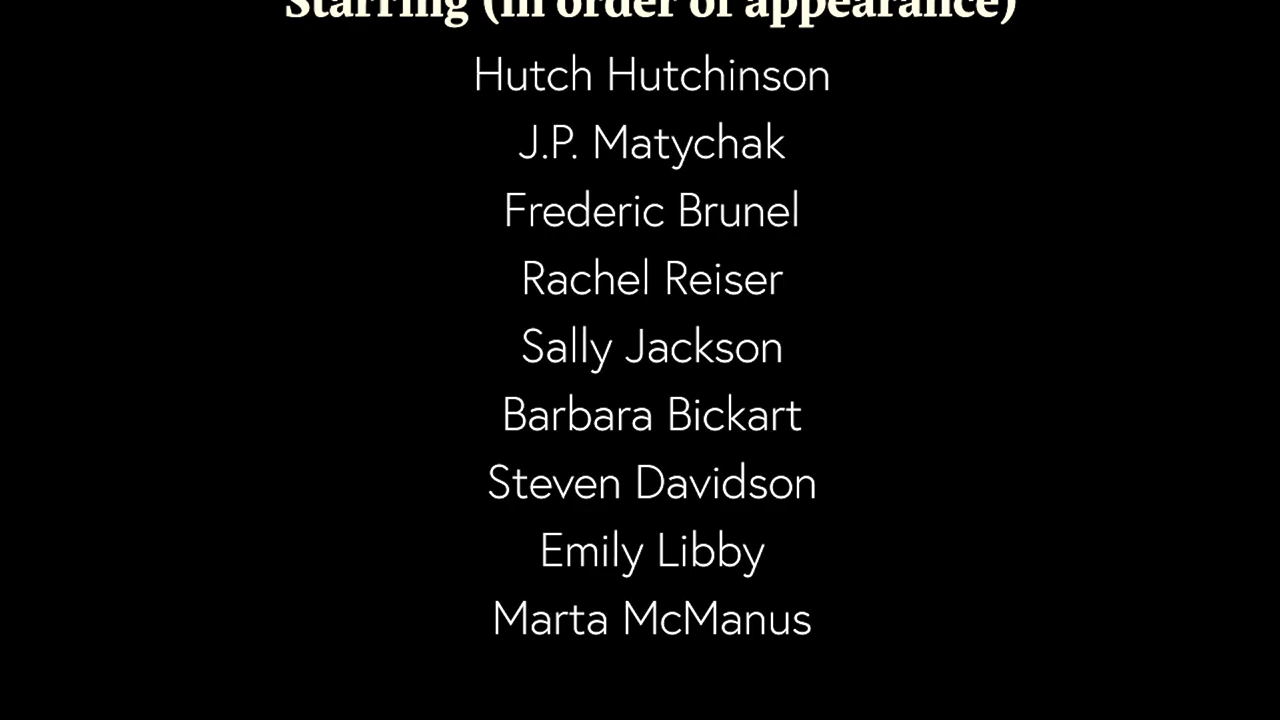 Starring (in order of appearance)
Hutch Hutchinson
J.P. Matychak
Frederic Brunel
Rachel Reiser
Sally Jackson
Barbara Bickart
Steven Davidson
Emily Libby
Marta McManus